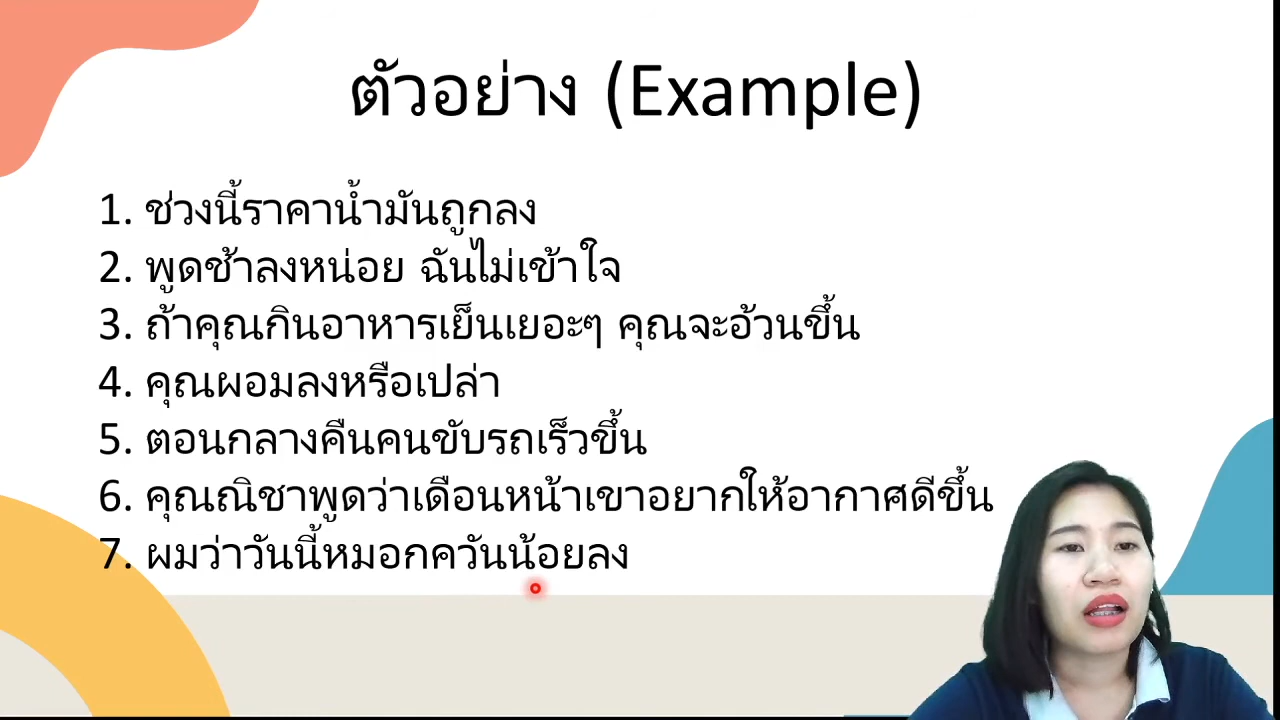 ตัวอย่าง (Example)
1. ช่วงนี้ราคาน้ำมันถูกลง
2. พูดช้าลงหน่อย ฉันไม่เข้าใจ
3. ถ้าคุณกินอาหารเย็นเยอะๆ คุณจะอ้วนขึ้น
4. คุณผอมลงหรือเปล่า
5. ตอนกลางคืนคนขับรถเร็วขึ้น
6. คุณณิชาพูดว่าเดือนหน้าเขาอยากให้อากาศดีขึ้น
7. ผมว่าวันนี้หมอกควันน้อยลง